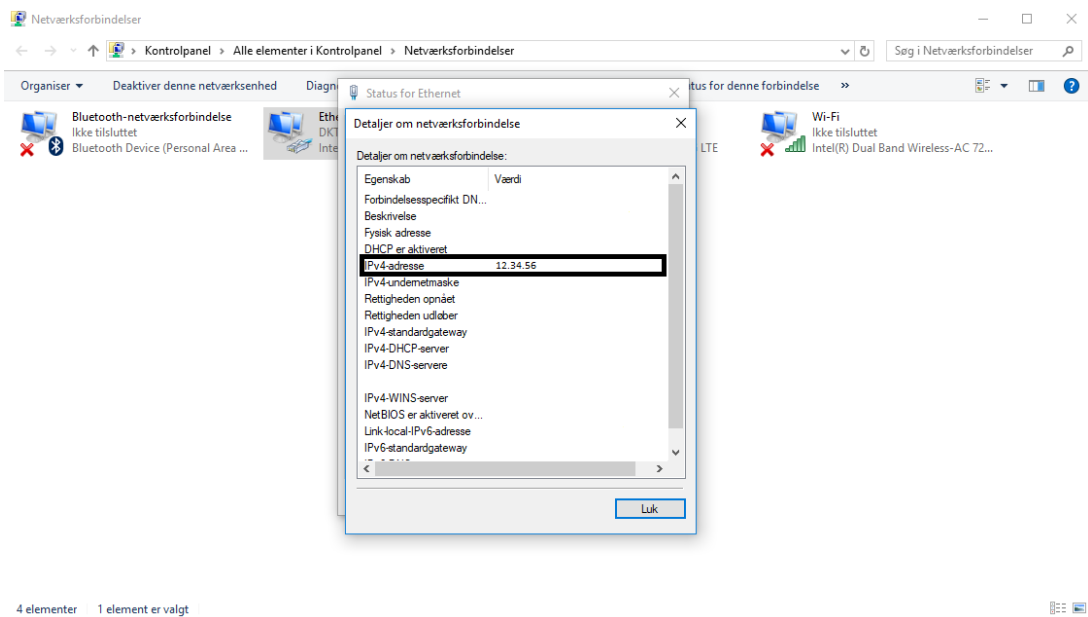 Netværksforbindelser
Kontrolpanel > Alle elementer i Kontrolpanel > Netværksforbindelser
Søg i Netværksforbindelser
Organiser Deaktiver denne netværksenhed Diagn
tus for denne forbindelse »
Bluetooth-netværksforbindelse
Ikke tilsluttet
Bluetooth Device (Personal Area ...
Ethe
DKT
Inte
LTE
Wi-Fi
Ikke tilsluttet
Intel(R) Dual Band Wireless-AC 72...
Status for Ethernet
Detaljer om netværksforbindelse
Detaljer om netværksforbindelse:
Egenskab Værdi
Forbindelsesspecifikt DN...
Beskrivelse
Fysisk adresse
DHCP er aktiveret
IPv4-adresse 12.34.56
IPv4-undernetmaske
Rettigheden opnået
Rettigheden udløber
IPv4-standardgateway
IPv4-DHCP-server
IPv4-DNS-servere
IPv4-WINS-server
NetBIOS er aktiveret ov...
Link-local-IPv6-adresse
IPv6-standardgateway
Luk
4 elementer 1 element er valgt